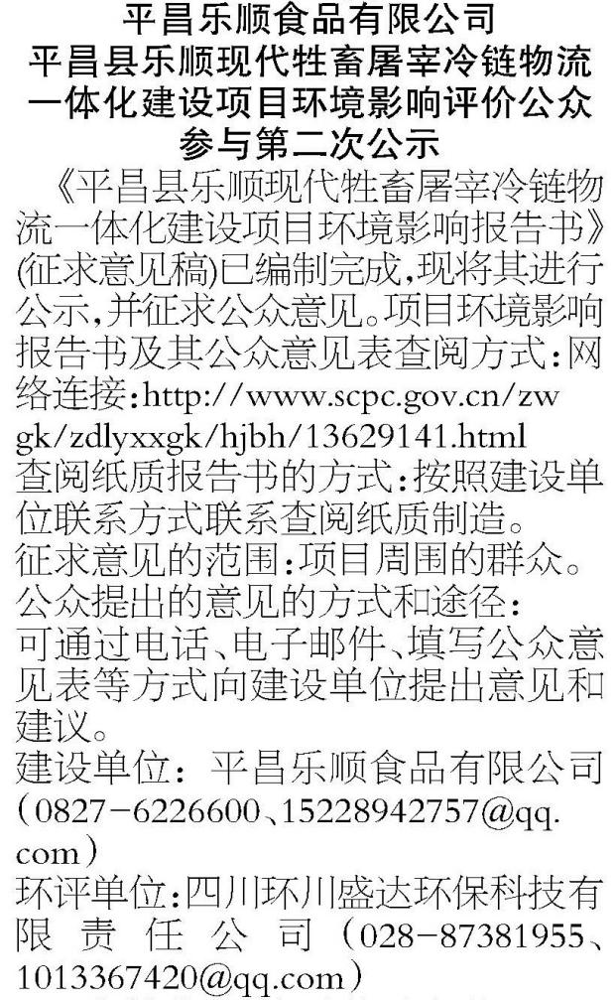 平昌乐顺食品有限公司
平昌县乐顺现代牲畜屠宰冷链物流
一体化建设项目环境影响评价公众
参与第二次公示
《平昌县乐顺现代牲畜屠宰冷链物
流一体化建设项目环境影响报告书》
(征求意见稿)已编制完成,现将其进行
公示,并征求公众意见。项目环境影响
报告书及其公众意见表查阅方式:网
络连接:http://www.scpc.gov.cn/zw
gk/zdlyxxgk/hjbh/13629141.html
查阅纸质报告书的方式:按照建设单
位联系方式联系查阅纸质制造。
征求意见的范围:项目周围的群众。
公众提出的意见的方式和途径:
可通过电话、电子邮件、填写公众意
见表等方式向建设单位提出意见和
建议。
建设单位: 平昌乐顺食品有限公司
(0827-6226600、15228942757@qq.
com)
环评单位:四川环川盛达环保科技有
限 责 任 公 司 (028-87381955、
1013367420@qq.com)